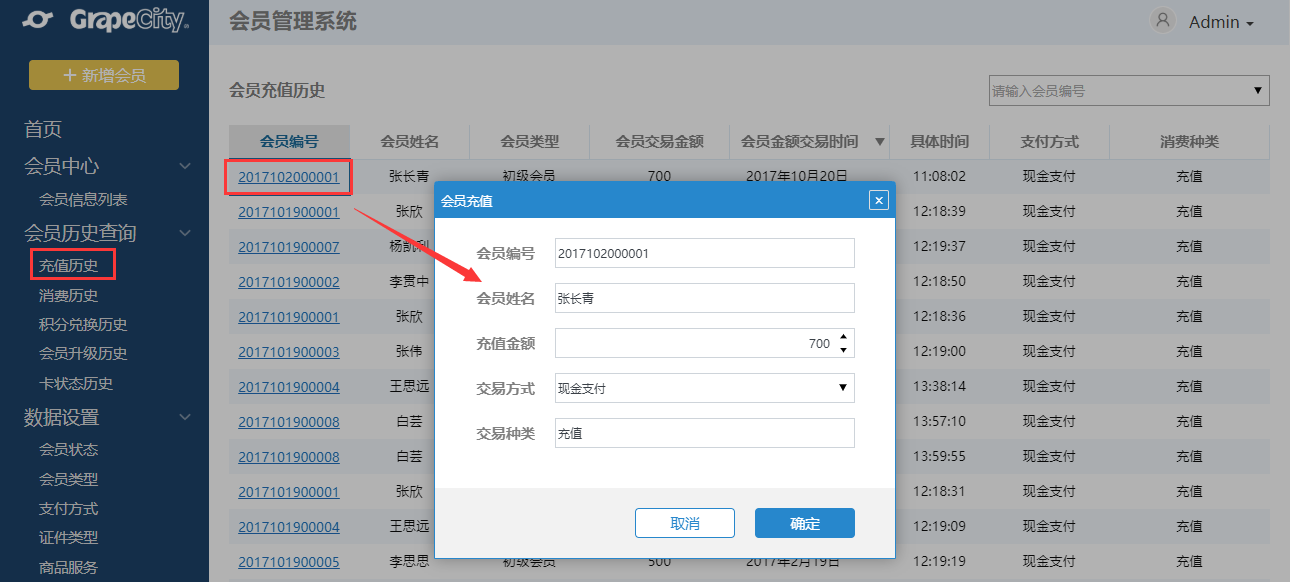 GrapeCity
会员管理系统
Admin
新增会员
首页
会员中心
会员信息列表
会员历史查询
充值历史
消费历史
积分兑换历史
会员升级历史
卡状态历史
数据设置
会员状态
会员类型
支付方式
证件类型
商品服务
会员充值历史
请输入会员编号
会员编号 会员姓名 会员类型 会员交易金额 会员金额交易时间 具体时间 支付方式 消费种类
2017102000001 张长青 初级会员 700 2017年10月20日 11:08:02 现金支付 充值
2017101900001 张欣 12:18:39 现金支付 充值
2017101900007 杨凯利 12:19:37 现金支付 充值
2017101900002 李贯中 12:18:50 现金支付 充值
2017101900001 张欣 12:18:36 现金支付 充值
2017101900003 张伟 12:19:00 现金支付 充值
2017101900004 王思远 13:38:14 现金支付 充值
2017101900008 白芸 13:57:10 现金支付 充值
2017101900008 白芸 13:59:55 现金支付 充值
2017101900001 张欣 12:18:31 现金支付 充值
2017101900004 王思远 12:19:09 现金支付 充值
2017101900005 李思思 初级会员 500 2017年2月19日 12:19:19 现金支付 充值
会员充值
会员编号 2017102000001
会员姓名 张长青
充值金额 700
交易方式 现金支付
交易种类 充值
取消 确定